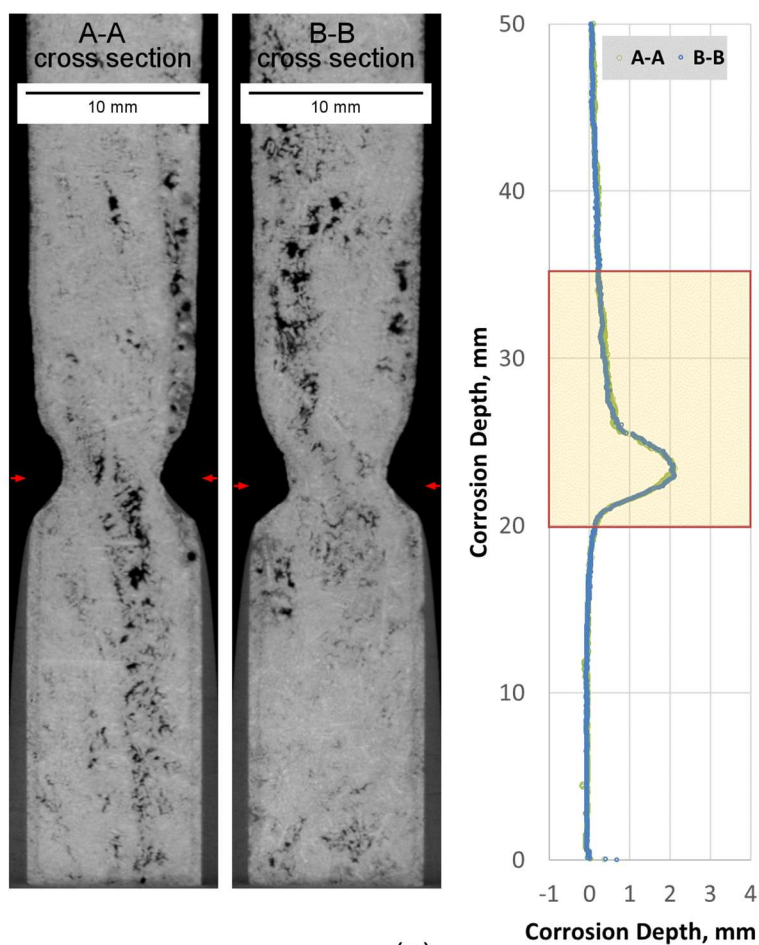 A-A
cross section
10 mm
B-B
cross section
10 mm
A-A
B-B
50
40
30
20
10
0
Corrosion Depth, mm
-1 0 1 2 3 4
Corrosion Depth, mm